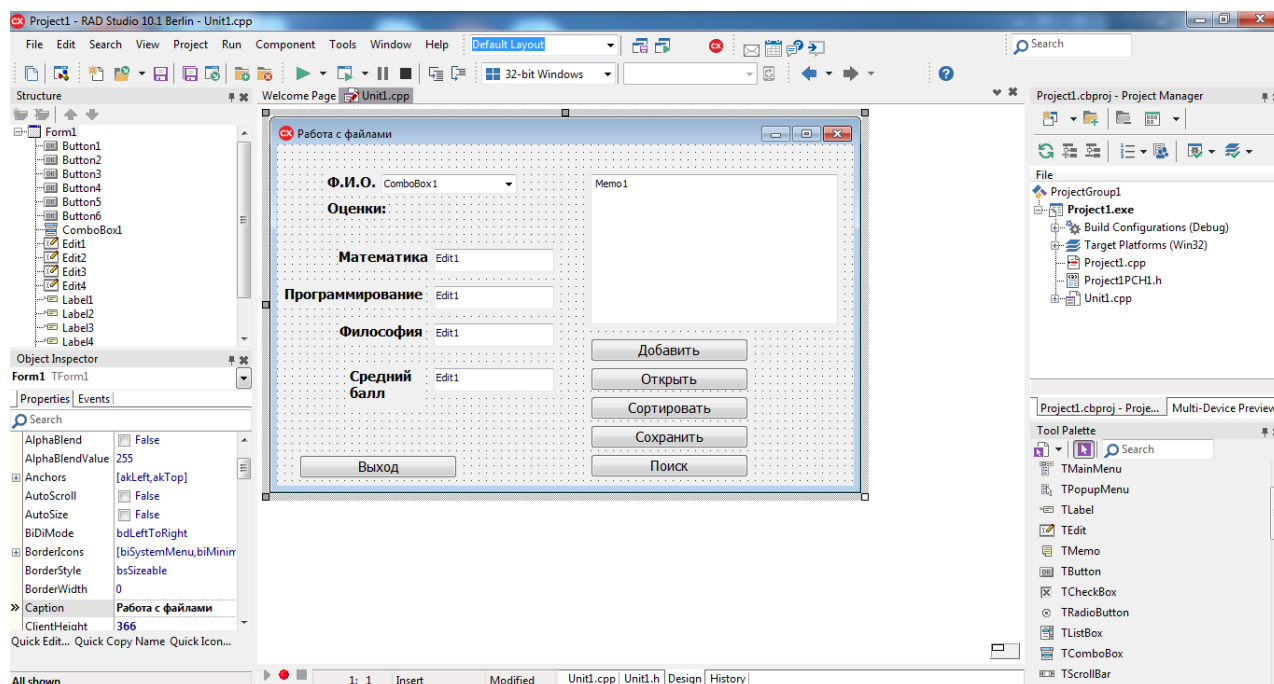 Project1 - RAD Studio 10.1 Berlin - Unit1.cpp
File Edit Search View Project Run Component Tools Window Help Default Layout
Search
32-bit Windows
Structure
Form1
Button1
Button2
Button3
Button4
Button5
Button6
ComboBox1
Edit1
Edit2
Edit3
Edit4
Label1
Label2
Label3
Label4
Object Inspector
Form1 TForm1
Properties Events
Search
AlphaBlend False
AlphaBlendValue 255
Anchors [akLeft,akTop]
AutoScroll False
AutoSize False
BiDiMode bdLeftToRight
BorderIcons [biSystemMenu,biMinim
BorderStyle bsSizeable
BorderWidth 0
Caption Работа с файлами
ClientHeight 366
Quick Edit... Quick Copy Name Quick Icon...
All shown
Welcome Page Unit1.cpp
Работа с файлами
Ф.И.О. ComboBox1
Оценки:
Математика Edit1
Программирование Edit1
Философия Edit1
Средний Edit1
балл
Выход
Memo1
Добавить
Открыть
Сортировать
Сохранить
Поиск
1: 1 Insert Modified Unit1.cpp Unit1.h Design History
Project1.cbproj - Project Manager
File
ProjectGroup1
Project1.exe
Build Configurations (Debug)
Target Platforms (Win32)
Project1.cpp
Project1PCH1.h
Unit1.cpp
Project1.cbproj - Proje... Multi-Device Preview
Tool Palette
Search
TMainMenu
TPopupMenu
TLabel
TEdit
TMemo
TButton
TCheckBox
TRadioButton
TListBox
TComboBox
TScrollBar